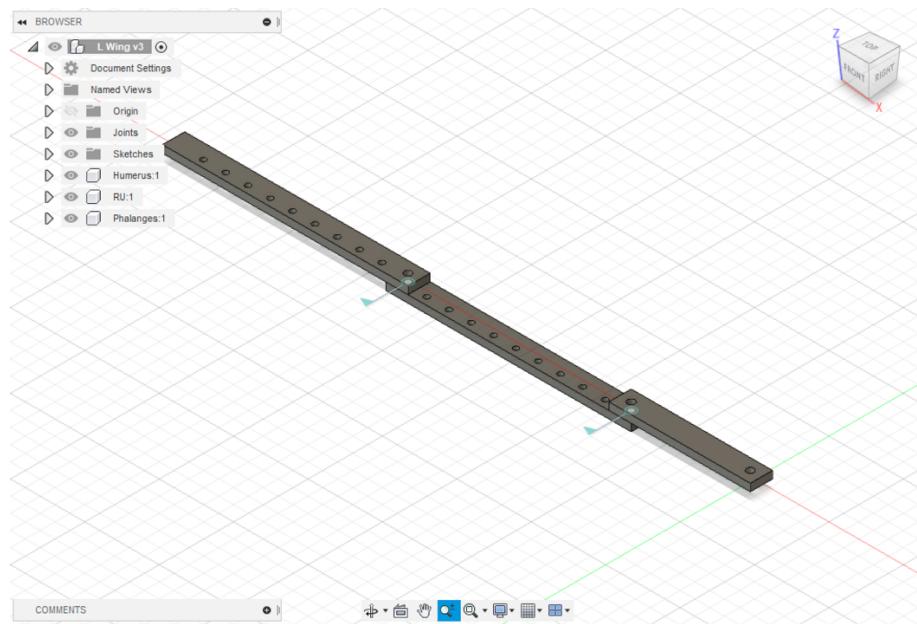 BROWSER
L Wing v3
Document Settings
Named Views
Origin
Joints
Sketches
Humerus:1
RU:1
Phalanges:1
Z
TOP
FRONT
RIGHT
X
COMMENTS